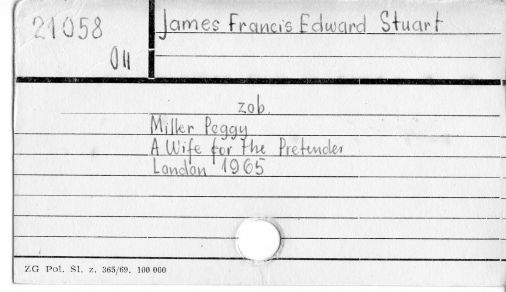 21058
OII
James Francis Edward Stuart
zob.
Miller Peggy
A Wife for the Pretender
London 1965
ZG Pol. Sl. z. 365/69. 100 000